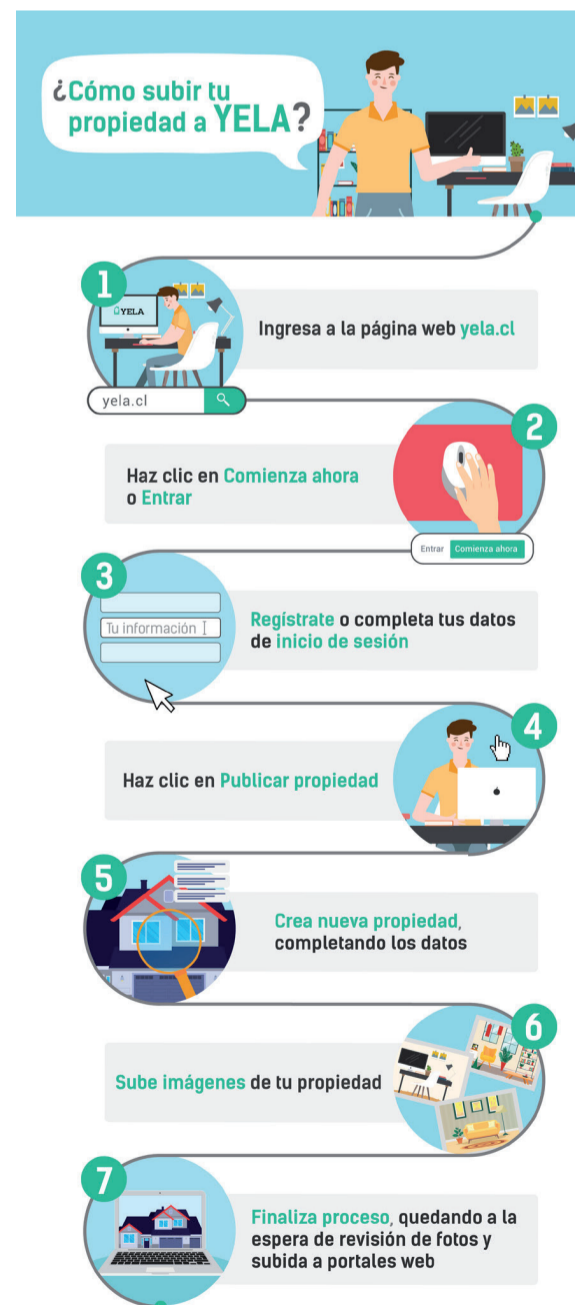 ¿Cómo subir tu
propiedad a YELA?
1
YELA
Ingresa a la página web yela.cl
yela.cl
2
Haz clic en Comienza ahora
o Entrar
Entrar Comienza ahora
3
Tu información
Regístrate o completa tus datos
de inicio de sesión
4
Haz clic en Publicar propiedad
5
Crea nueva propiedad,
completando los datos
6
Sube imágenes de tu propiedad
7
Finaliza proceso, quedando a la
espera de revisión de fotos y
subida a portales web